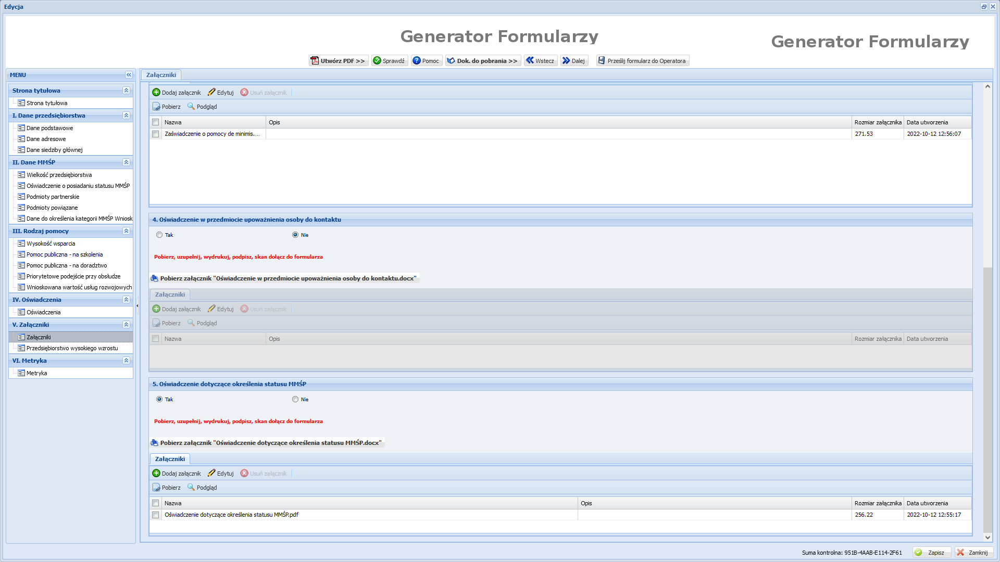 Edycja
Generator Formularzy
Generator Formularzy
Utwórz PDF >> Sprawdź Pomoc Dok. do pobrania >> Wstecz Dalej Prześlij formularz do Operatora
MENU
Strona tytułowa
Strona tytułowa
I. Dane przedsiębiorstwa
Dane podstawowe
Dane adresowe
Dane siedziby głównej
II. Dane MMŚP
Wielkość przedsiębiorstwa
Oświadczenie o posiadaniu statusu MMŚP
Podmioty partnerskie
Podmioty powiązane
Dane do określenia kategorii MMŚP Wniosk
III. Rodzaj pomocy
Wysokość wsparcia
Pomoc publiczna - na szkolenia
Pomoc publiczna - na doradztwo
Priorytetowe podejście przy obsłudze
Wnioskowana wartość usług rozwojowych
IV. Oświadczenia
Oświadczenia
V. Załączniki
Załączniki
Przedsiębiorstwo wysokiego wzrostu
VI. Metryka
Metryka
Załączniki
Dodaj załącznik Edytuj Usuń załącznik
Pobierz Podgląd
Nazwa Opis Rozmiar załącznika Data utworzenia
Zaświadczenie o pomocy de minimis.... 271.53 2022-10-12 12:56:07
4. Oświadczenie w przedmiocie upoważnienia osoby do kontaktu
Tak Nie
Pobierz, uzupełnij, wydrukuj, podpisz, skan dołącz do formularza
Pobierz załącznik "Oświadczenie w przedmiocie upoważnienia osoby do kontaktu.docx"
Załączniki
Dodaj załącznik Edytuj Usuń załącznik
Pobierz Podgląd
Nazwa Opis Rozmiar załącznika Data utworzenia
5. Oświadczenie dotyczące określenia statusu MMŚP
Tak Nie
Pobierz, uzupełnij, wydrukuj, podpisz, skan dołącz do formularza
Pobierz załącznik "Oświadczenie dotyczące określenia statusu MMŚP.docx"
Załączniki
Dodaj załącznik Edytuj Usuń załącznik
Pobierz Podgląd
Nazwa Opis Rozmiar załącznika Data utworzenia
Oświadczenie dotyczące określenia statusu MMŚP.pdf 256.22 2022-10-12 12:55:17
Suma kontrolna: 951B-4AAB-E114-2F61 Zapisz Zamknij